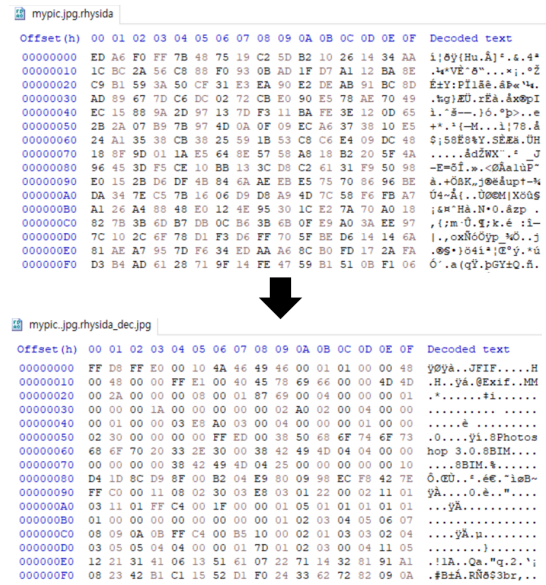 mypic.jpg.rhysida
Offset(h) 00 01 02 03 04 05 06 07 08 09 0A 0B 0C 0D 0E 0F Decoded text
00000000 ED A6 F0 FF 7B 48 75 19 C2 5D B2 10 26 14 34 AA í¦ðÿ{Hu.Â]².&.4ª
00000010 1C BC 2A 56 C8 88 F0 93 0B AD 1F D7 A1 12 BA 8E
00000020 C9 B1 59 3A 50 CF 31 E3 EA 90 E2 DE AB 91 BC 8D
00000030 AD 89 67 7D C6 DC 02 72 CB E0 90 E5 78 AE 70 49
00000040 EC 15 88 9A 2D 97 13 7D F3 11 BA FE 3E 12 0D 65
00000050 2B 2A 07 B9 7B 97 4D 0A 0F 09 EC A6 37 38 10 E5
00000060 24 A1 35 38 CB 38 25 59 1B 53 C8 C6 E4 09 DC 48
00000070 18 8F 9D 01 1A E5 64 8E 57 58 A8 18 B2 20 5F 4A
00000080 96 45 3D F5 CE 10 BB 13 3C D8 C2 61 31 F9 50 98
00000090 E0 15 2B D6 DF 4B 84 6A AE EB E5 75 70 86 96 BE
000000A0 DA 34 7E C5 7B 16 06 D9 D8 A9 4D 7C 58 F6 FB A7
000000B0 A1 26 A4 88 48 E0 12 4E 95 30 1C E2 7A 70 A0 18
000000C0 82 7B 3B 6D B7 DB 0C B6 3B 6B 0F E9 A0 3A EE 97
000000D0 7C 10 2C 6F 78 D1 F3 D6 FF 70 5F BE D6 14 14 6A
000000E0 81 AE A7 95 7D F6 34 ED AA A6 8C B0 FD 17 2A FA
000000F0 D3 B4 AD 61 28 71 9F 14 FE 47 59 B1 51 0B F1 06 Ó´.a(qŸ.þGY±Q.ñ.
mypic.jpg.rhysida_dec.jpg
Offset(h) 00 01 02 03 04 05 06 07 08 09 0A 0B 0C 0D 0E 0F Decoded text
00000000 FF D8 FF E0 00 10 4A 46 49 46 00 01 01 00 00 48 ÿØÿà..JFIF.....H
00000010 00 48 00 00 FF E1 00 40 45 78 69 66 00 00 4D 4D .H..ÿá.@Exif..MM
00000020 00 2A 00 00 00 08 00 01 87 69 00 04 00 00 00 01 .*......‡i......
00000030 00 00 00 1A 00 00 00 00 00 02 A0 02 00 04 00 00 .......... .....
00000040 00 01 00 00 03 E8 A0 03 00 04 00 00 00 01 00 00 .....è .........
00000050 02 30 00 00 00 00 FF ED 00 38 50 68 6F 74 6F 73 .0....ÿí.8Photos
00000060 68 6F 70 20 33 2E 30 00 38 42 49 4D 04 04 00 00 hop 3.0.8BIM....
00000070 00 00 00 00 38 42 49 4D 04 25 00 00 00 00 00 10 ....8BIM.%......
00000080 D4 1D 8C D9 8F 00 B2 04 E9 80 09 98 EC F8 42 7E Ô.ŒÙ..².é€.˜ìøB~
00000090 FF C0 00 11 08 02 30 03 E8 03 01 22 00 02 11 01 ÿÀ....0.è.."....
000000A0 03 11 01 FF C4 00 1F 00 00 01 05 01 01 01 01 01 ...ÿÄ...........
000000B0 01 00 00 00 00 00 00 00 00 01 02 03 04 05 06 07 ................
000000C0 08 09 0A 0B FF C4 00 B5 10 00 02 01 03 03 02 04 ....ÿÄ.µ........
000000D0 03 05 05 04 04 00 00 01 7D 01 02 03 00 04 11 05 ........}.......
000000E0 12 21 31 41 06 13 51 61 07 22 71 14 32 81 91 A1 .!1A..Qa."q.2.‘¡
000000F0 08 23 42 B1 C1 15 52 D1 F0 24 33 62 72 82 09 0A .#B±Á.RÑð$3br‚..